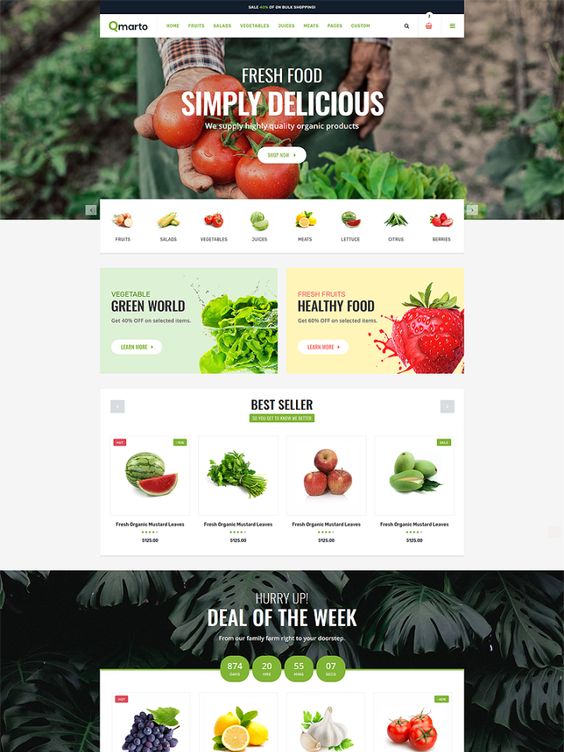 SALE 40% OF ON BULK SHOPPING!
Qmarto
HOME FRUITS SALADS VEGETABLES JUICES MEATS PAGES CUSTOM
FRESH FOOD
SIMPLY DELICIOUS
We supply highly quality organic products
SHOP NOW
FRUITS SALADS VEGETABLES JUICES MEATS LETTUCE CITRUS BERRIES
VEGETABLE
GREEN WORLD
Get 40% OFF on selected items.
LEARN MORE
FRESH FRUITS
HEALTHY FOOD
Get 60% OFF on selected items.
LEARN MORE
BEST SELLER
SO YOU GET TO KNOW ME BETTER
HOT SALE
Fresh Organic Mustard Leaves Fresh Organic Mustard Leaves Fresh Organic Mustard Leaves Fresh Organic Mustard Leaves
$125.00 $125.00 $125.00 $125.00
HURRY UP!
DEAL OF THE WEEK
From our family farm right to your doorstep.
874 20 55 07
DAYS HRS MINS SECS
HOT